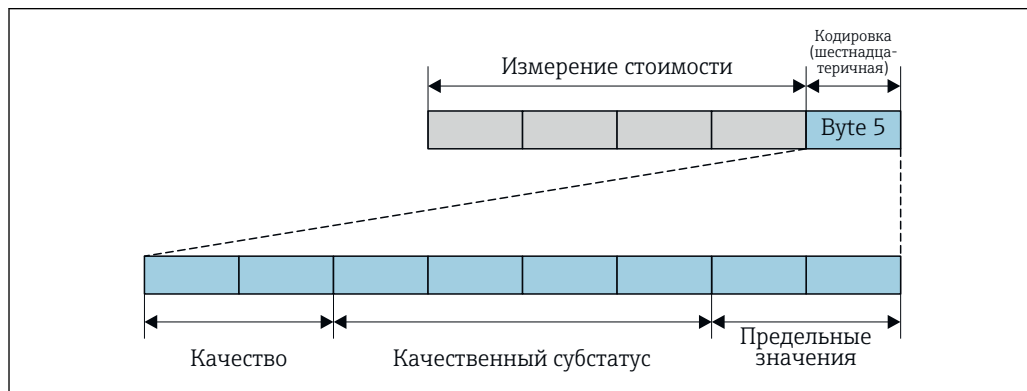 Кодировка
(шестнадца-
теричная)
Измерение стоимости
Byte 5
Качество
Качественный субстатус
Предельные
значения